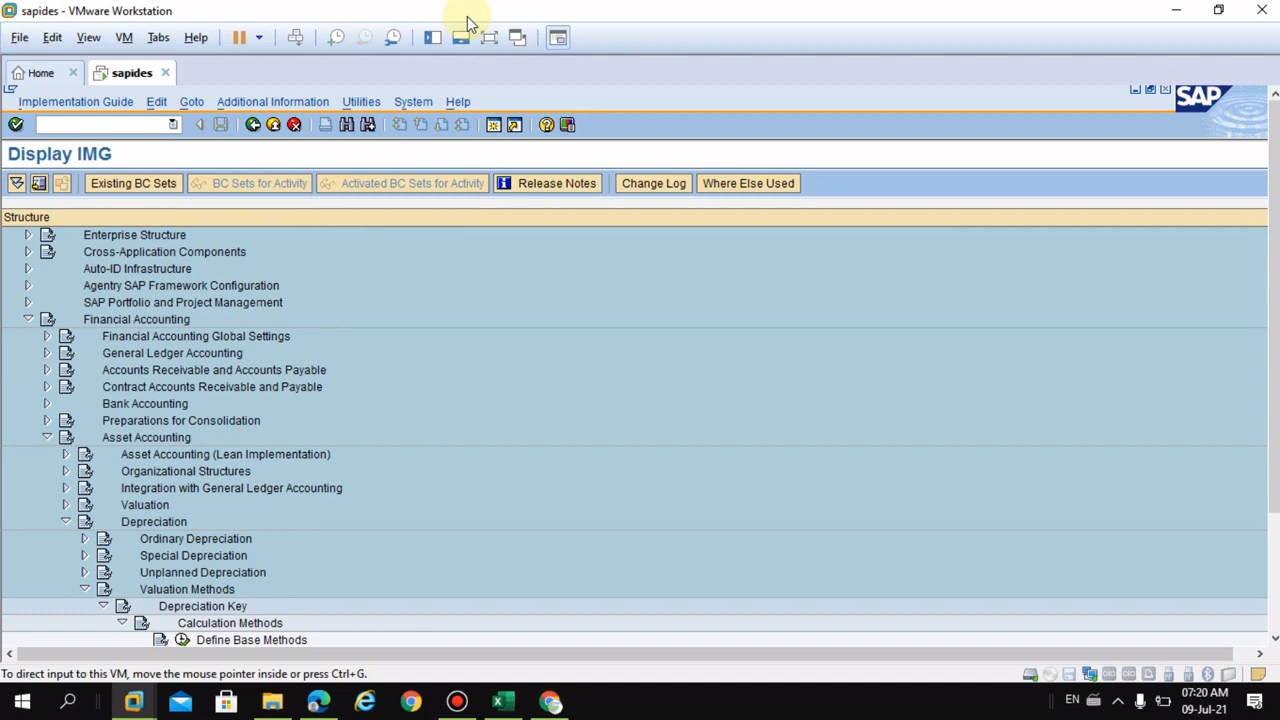 sapides - VMware Workstation
File Edit View VM Tabs Help
Home sapides
Implementation Guide Edit Goto Additional Information Utilities System Help
SAP
Display IMG
Existing BC Sets BC Sets for Activity Activated BC Sets for Activity Release Notes Change Log Where Else Used
Structure
Enterprise Structure
Cross-Application Components
Auto-ID Infrastructure
Agentry SAP Framework Configuration
SAP Portfolio and Project Management
Financial Accounting
Financial Accounting Global Settings
General Ledger Accounting
Accounts Receivable and Accounts Payable
Contract Accounts Receivable and Payable
Bank Accounting
Preparations for Consolidation
Asset Accounting
Asset Accounting (Lean Implementation)
Organizational Structures
Integration with General Ledger Accounting
Valuation
Depreciation
Ordinary Depreciation
Special Depreciation
Unplanned Depreciation
Valuation Methods
Depreciation Key
Calculation Methods
Define Base Methods
To direct input to this VM, move the mouse pointer inside or press Ctrl+G.
EN 07:20 AM
09-Jul-21